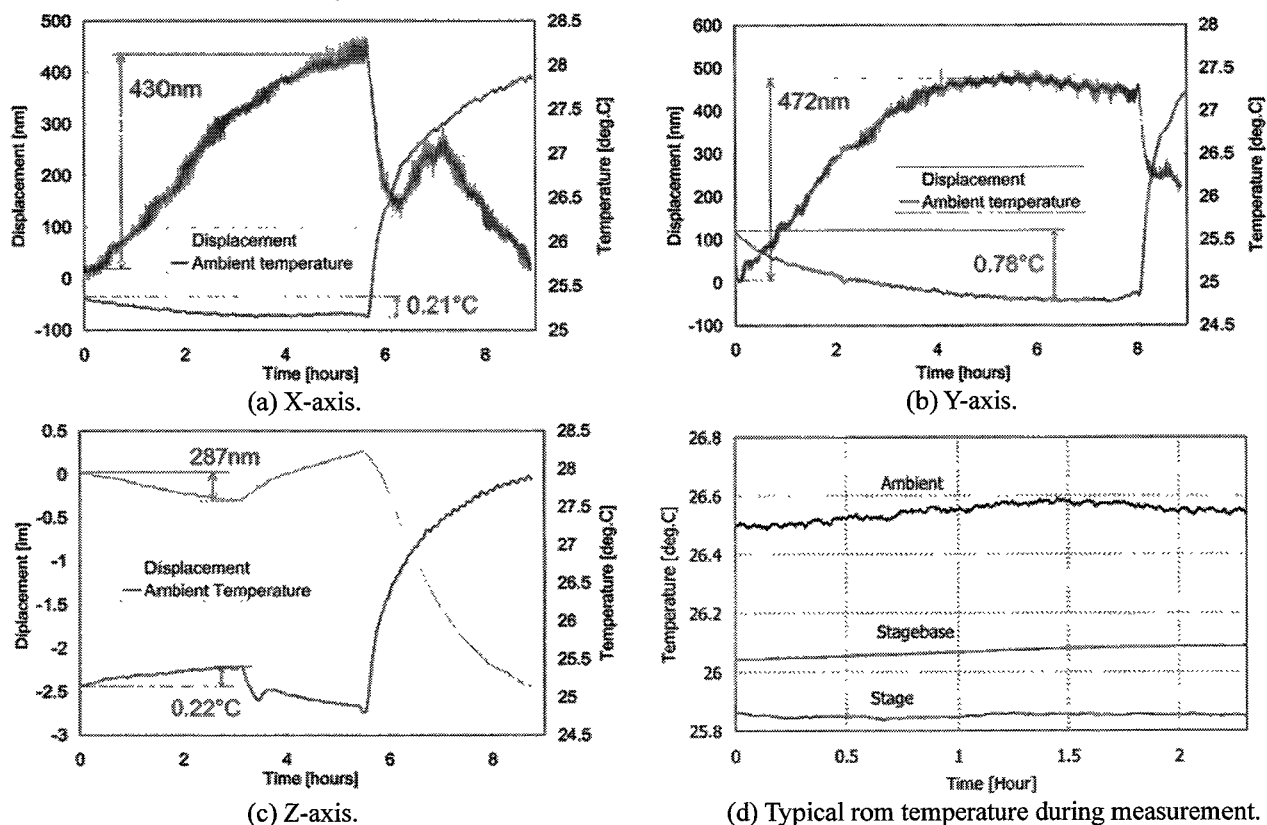 500
400
300
200
100
0
-100
Displacement [nm]
28.5
28
27.5
27
26.5
26
25.5
25
Temperature [deg.C]
430nm
Displacement
Ambient temperature
0.21°C
0 2 4 6 8
Time [hours]
(a) X-axis.
600
500
400
300
200
100
0
-100
Displacement [nm]
28
27.5
27
26.5
26
25.5
25
24.5
Temperature [deg.C]
472nm
Displacement
Ambient temperature
0.78°C
0 2 4 6 8
Time [hours]
(b) Y-axis.
0.5
0
-0.5
-1
-1.5
-2
-2.5
-3
Diplacement [im]
28.5
28
27.5
27
26.5
26
25.5
25
24.5
Temperature [deg.C]
287nm
Displacement
Ambient Temperature
0.22°C
0 2 4 6 8
Time [hours]
(c) Z-axis.
26.8
26.6
26.4
26.2
26
25.8
Temperature [deg.C]
Ambient
Stagebase
Stage
0 0.5 1 1.5 2
Time [Hour]
(d) Typical rom temperature during measurement.